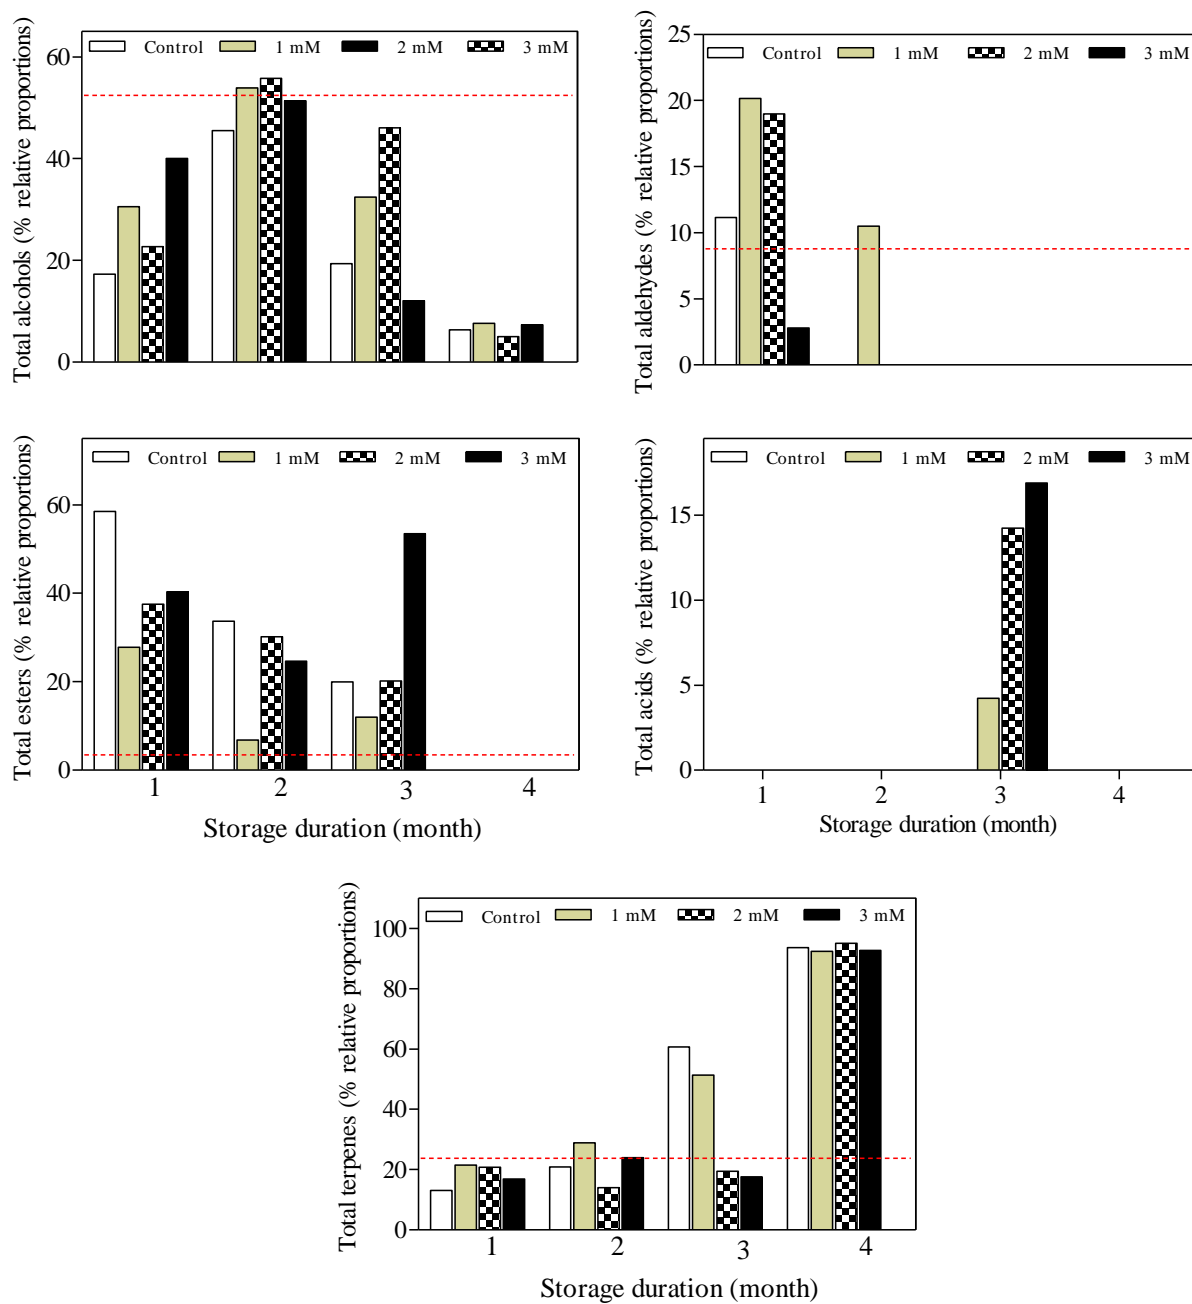 Total alcohols (% relative proportions)
Control 1 mM 2 mM 3 mM
60
40
20
0
Total aldehydes (% relative proportions)
Control 1 mM 2 mM 3 mM
25
20
15
10
5
0
Total esters (% relative proportions)
Control 1 mM 2 mM 3 mM
60
40
20
0
1 2 3 4
Storage duration (month)
Total acids (% relative proportions)
Control 1 mM 2 mM 3 mM
15
10
5
0
1 2 3 4
Storage duration (month)
Total terpenes (% relative proportions)
Control 1 mM 2 mM 3 mM
100
80
60
40
20
0
1 2 3 4
Storage duration (month)